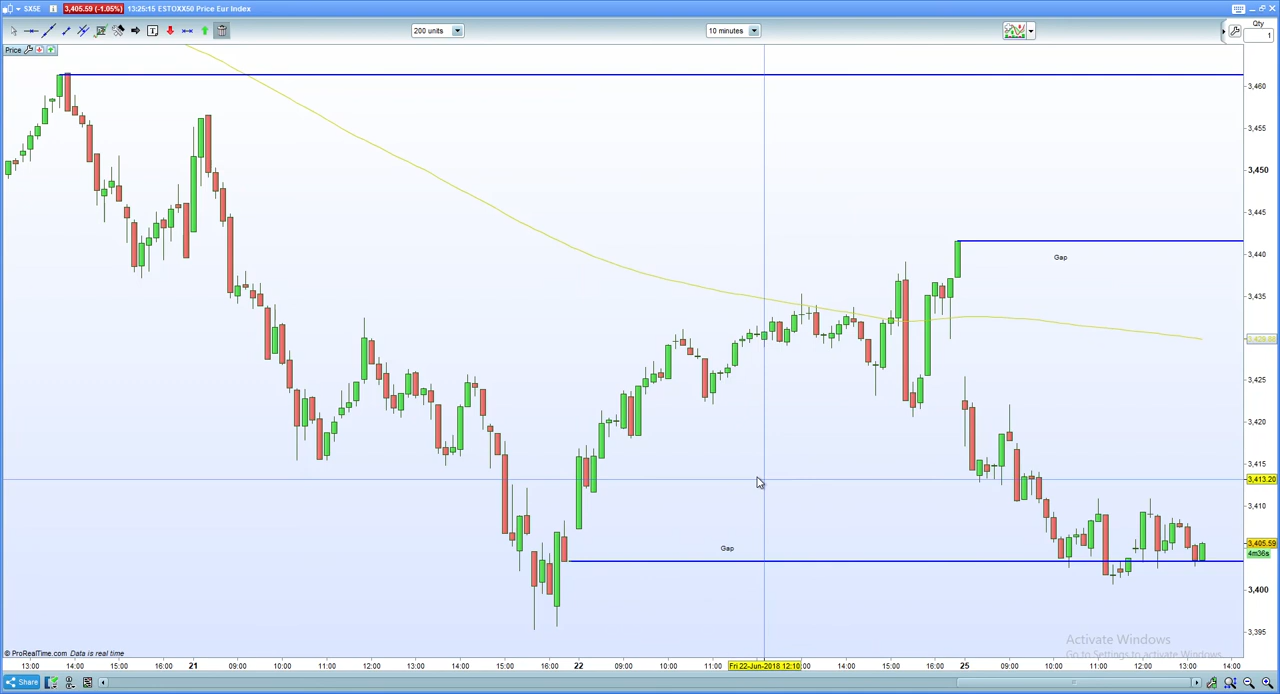 SX5E 3,405.59 (-1.05%) 13:25:15 ESTOXX50 Price Eur Index
200 units 10 minutes Qty
1
Price
3,460
3,455
3,450
3,445
3,440
Gap
3,435
3,429.88
3,425
3,420
3,415
3,413.20
3,410
3,405.59
Gap
4m36s
3,400
3,395
Activate Windows
Go to Settings to activate Windows.
© ProRealTime.com Data is real time
13:00 14:00 15:00 16:00 21 09:00 10:00 11:00 12:00 13:00 14:00 15:00 16:00 22 09:00 10:00 11:00 Fri 22-Jun-2018 12:10 14:00 15:00 16:00 25 09:00 10:00 11:00 12:00 13:00 14:00
Share